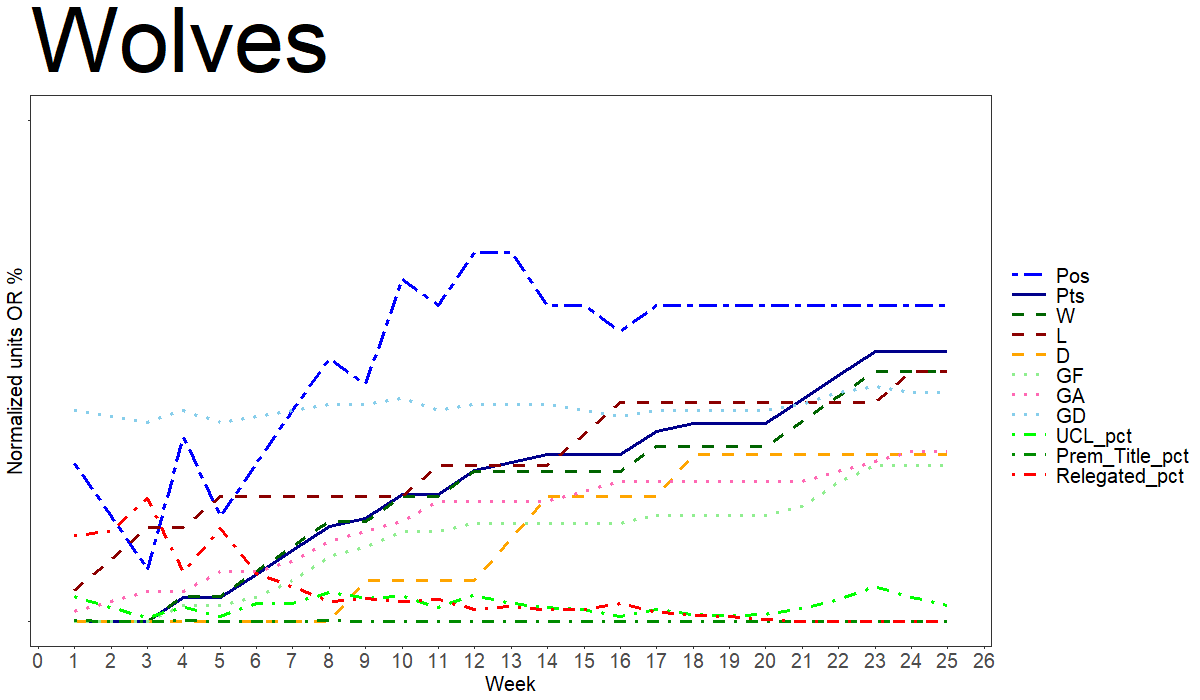 Wolves
Normalized units OR %
0 1 2 3 4 5 6 7 8 9 10 11 12 13 14 15 16 17 18 19 20 21 22 23 24 25 26
Week
Pos
Pts
W
L
D
GF
GA
GD
UCL_pct
Prem_Title_pct
Relegated_pct